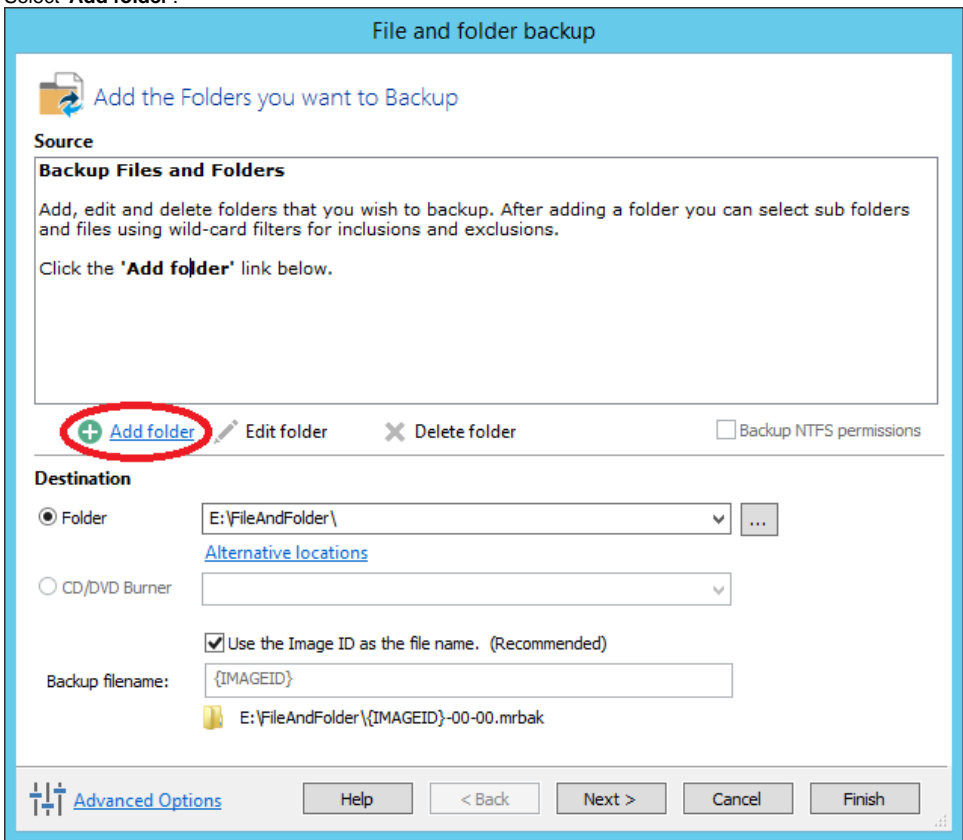 Select 'Add folder'.
File and folder backup
Add the Folders you want to Backup
Source
Backup Files and Folders
Add, edit and delete folders that you wish to backup. After adding a folder you can select sub folders
and files using wild-card filters for inclusions and exclusions.
Click the 'Add folder' link below.
Add folder Edit folder Delete folder Backup NTFS permissions
Destination
Folder E:\FileAndFolder\ ...
Alternative locations
CD/DVD Burner
Use the Image ID as the file name. (Recommended)
Backup filename: {IMAGEID}
E:\FileAndFolder\{IMAGEID}-00-00.mrbak
Advanced Options Help < Back Next > Cancel Finish